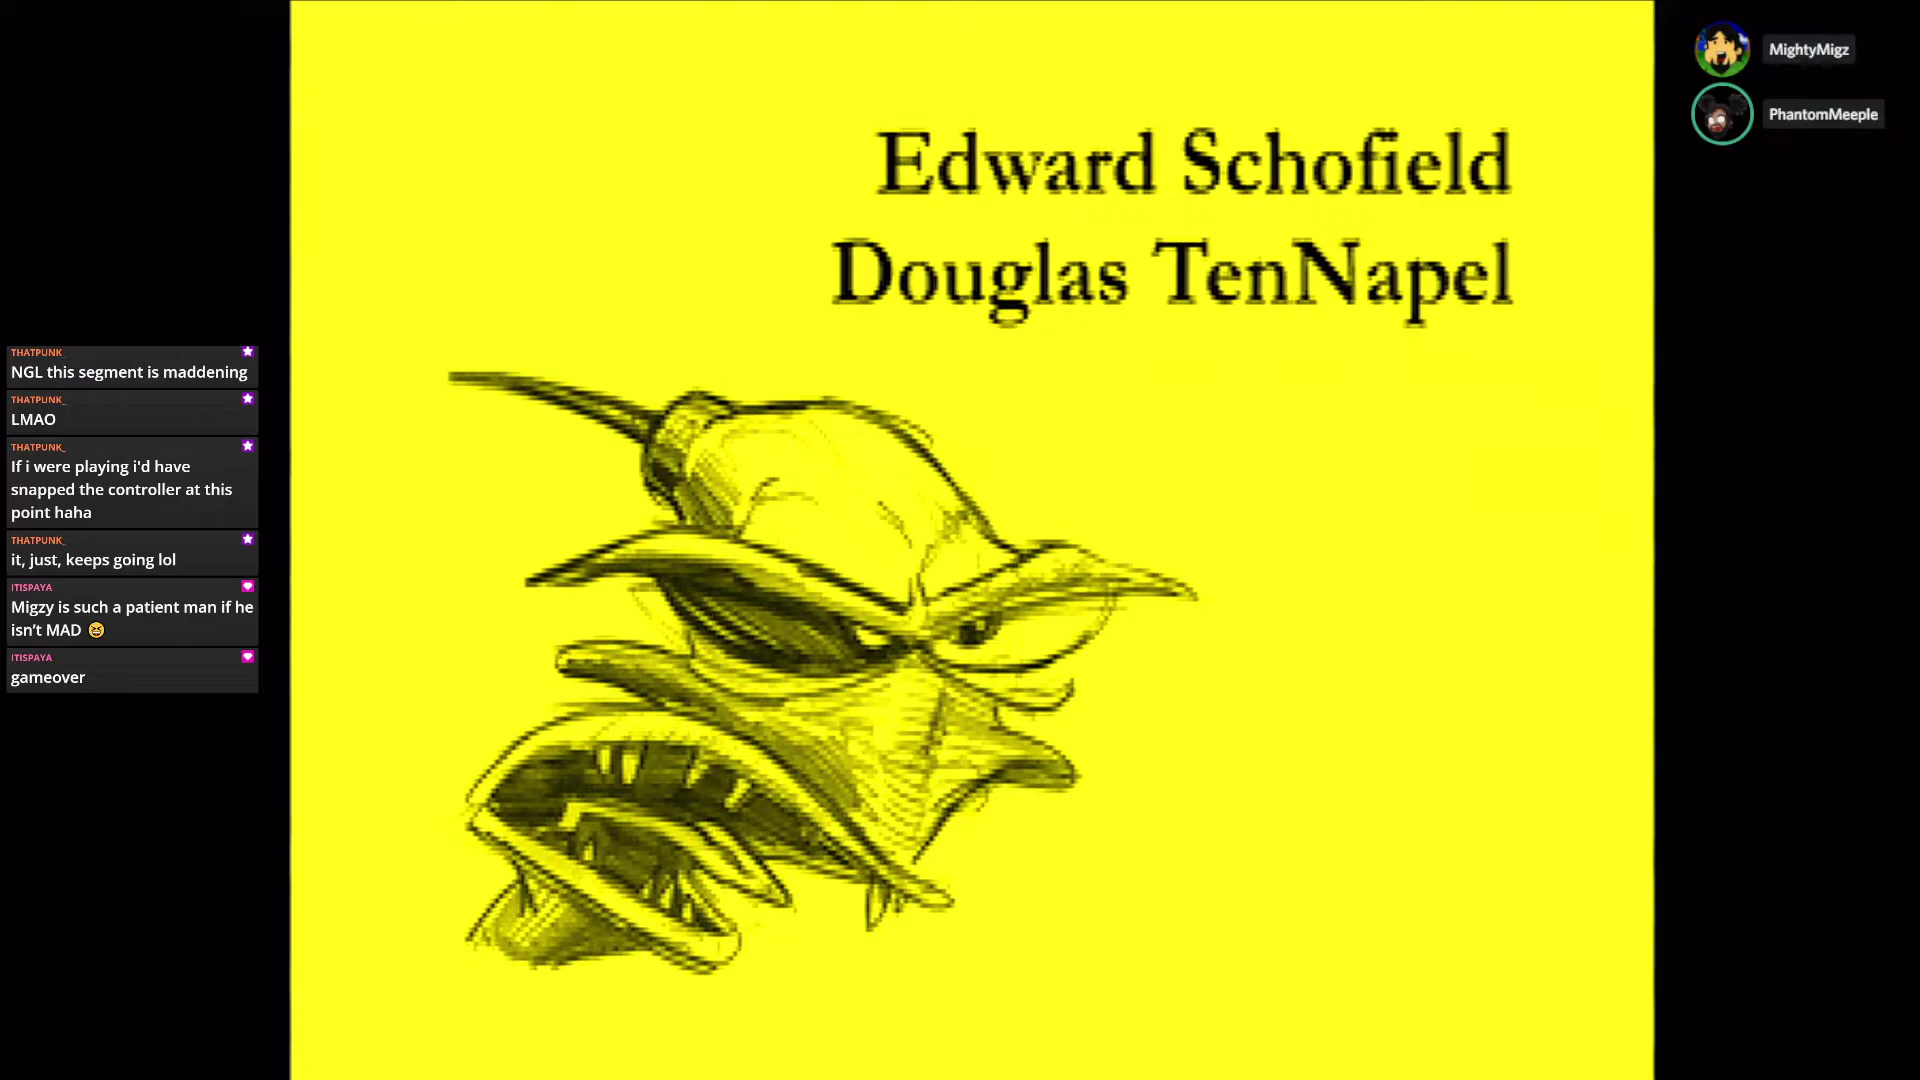 Edward Schofield
Douglas TenNapel
MightyMigz
PhantomMeeple
THATPUNK_
NGL this segment is maddening
THATPUNK_
LMAO
THATPUNK_
If i were playing i'd have
snapped the controller at this
point haha
THATPUNK_
it, just, keeps going lol
ITISPAYA
Migzy is such a patient man if he
isn’t MAD 😆
ITISPAYA
gameover